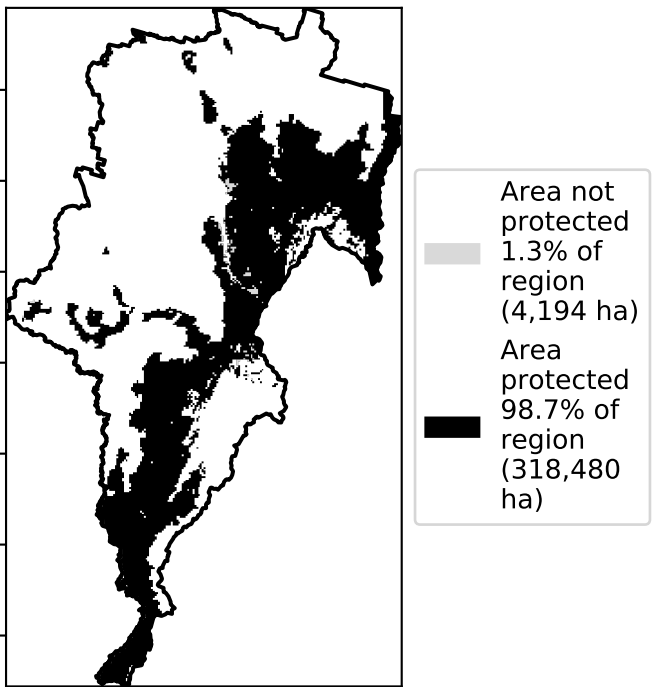 Area not
protected
1.3% of
region
(4,194 ha)
Area
protected
98.7% of
region
(318,480
ha)